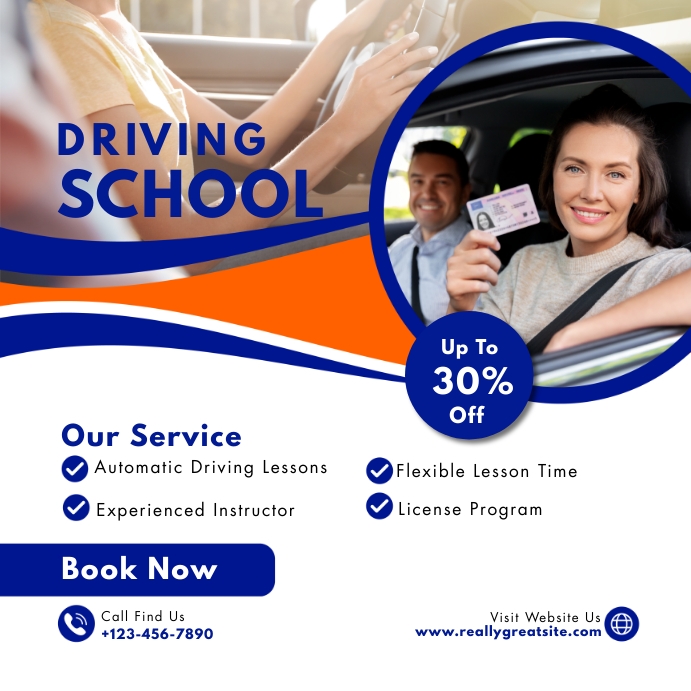 DRIVING
SCHOOL
Up To
30%
Off
Our Service
Automatic Driving Lessons
Flexible Lesson Time
Experienced Instructor
License Program
Book Now
Call Find Us
+123-456-7890
Visit Website Us
www.reallygreatsite.com